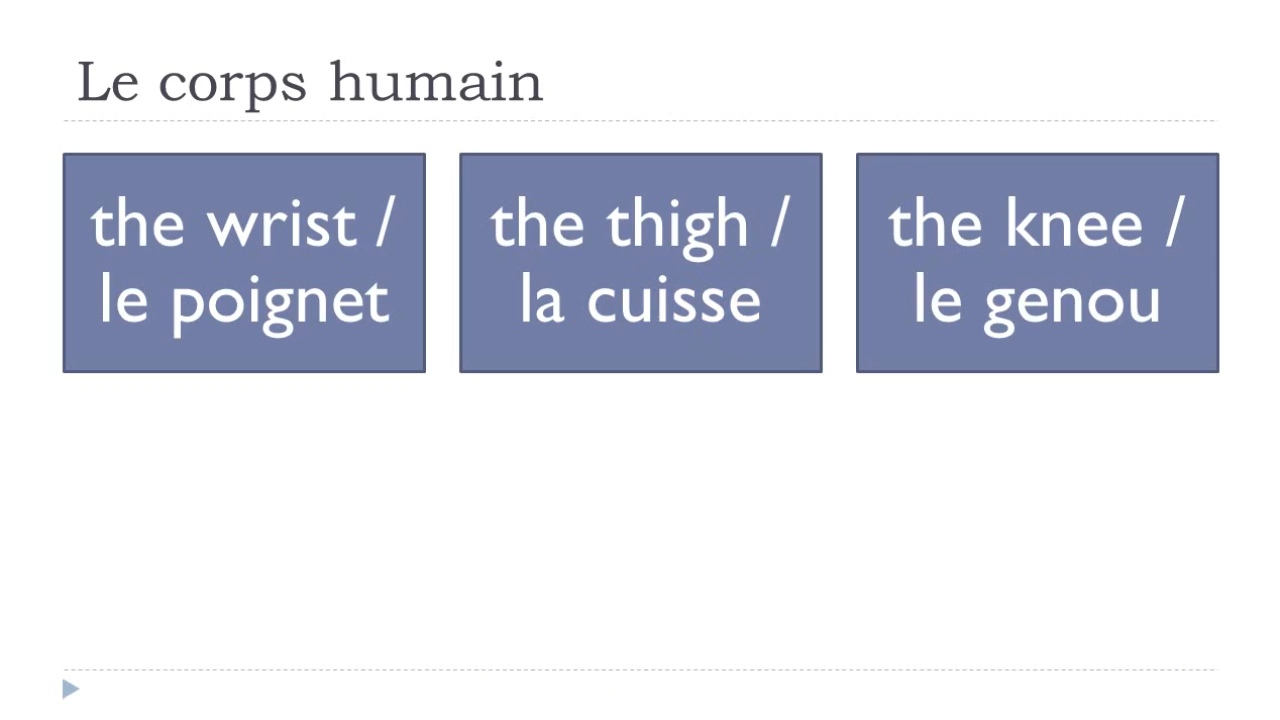 Le corps humain
the wrist /
le poignet
the thigh /
la cuisse
the knee /
le genou